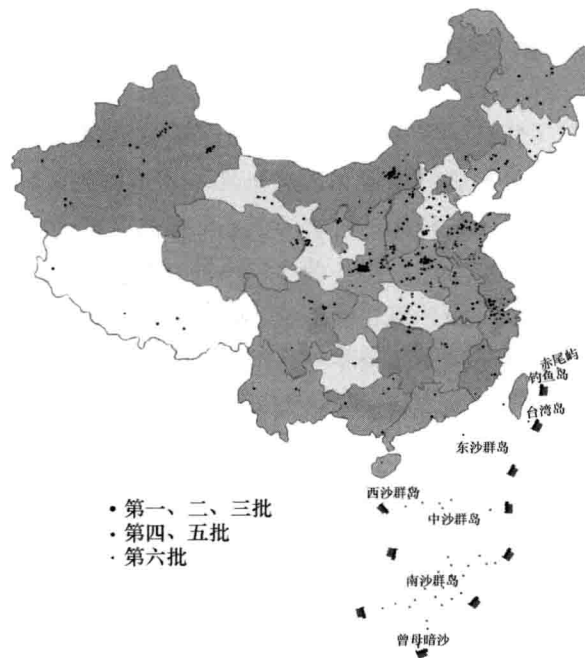 赤尾屿
钓鱼岛
台湾岛
东沙群岛
西沙群岛
中沙群岛
南沙群岛
曾母暗沙
• 第一、二、三批
• 第四、五批
· 第六批